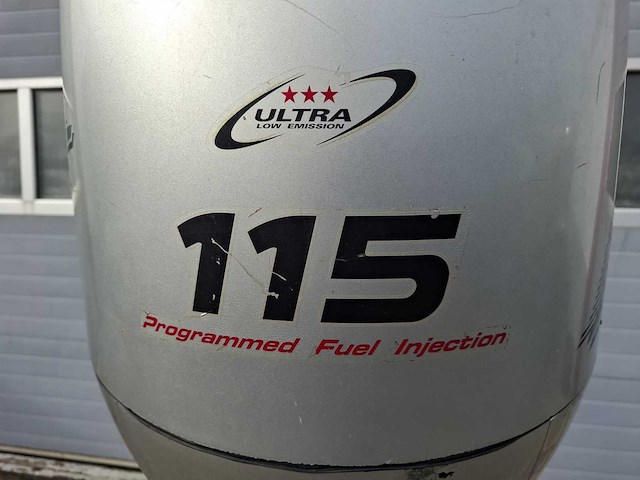 ULTRA
LOW EMISSION
115
Programmed Fuel Injection